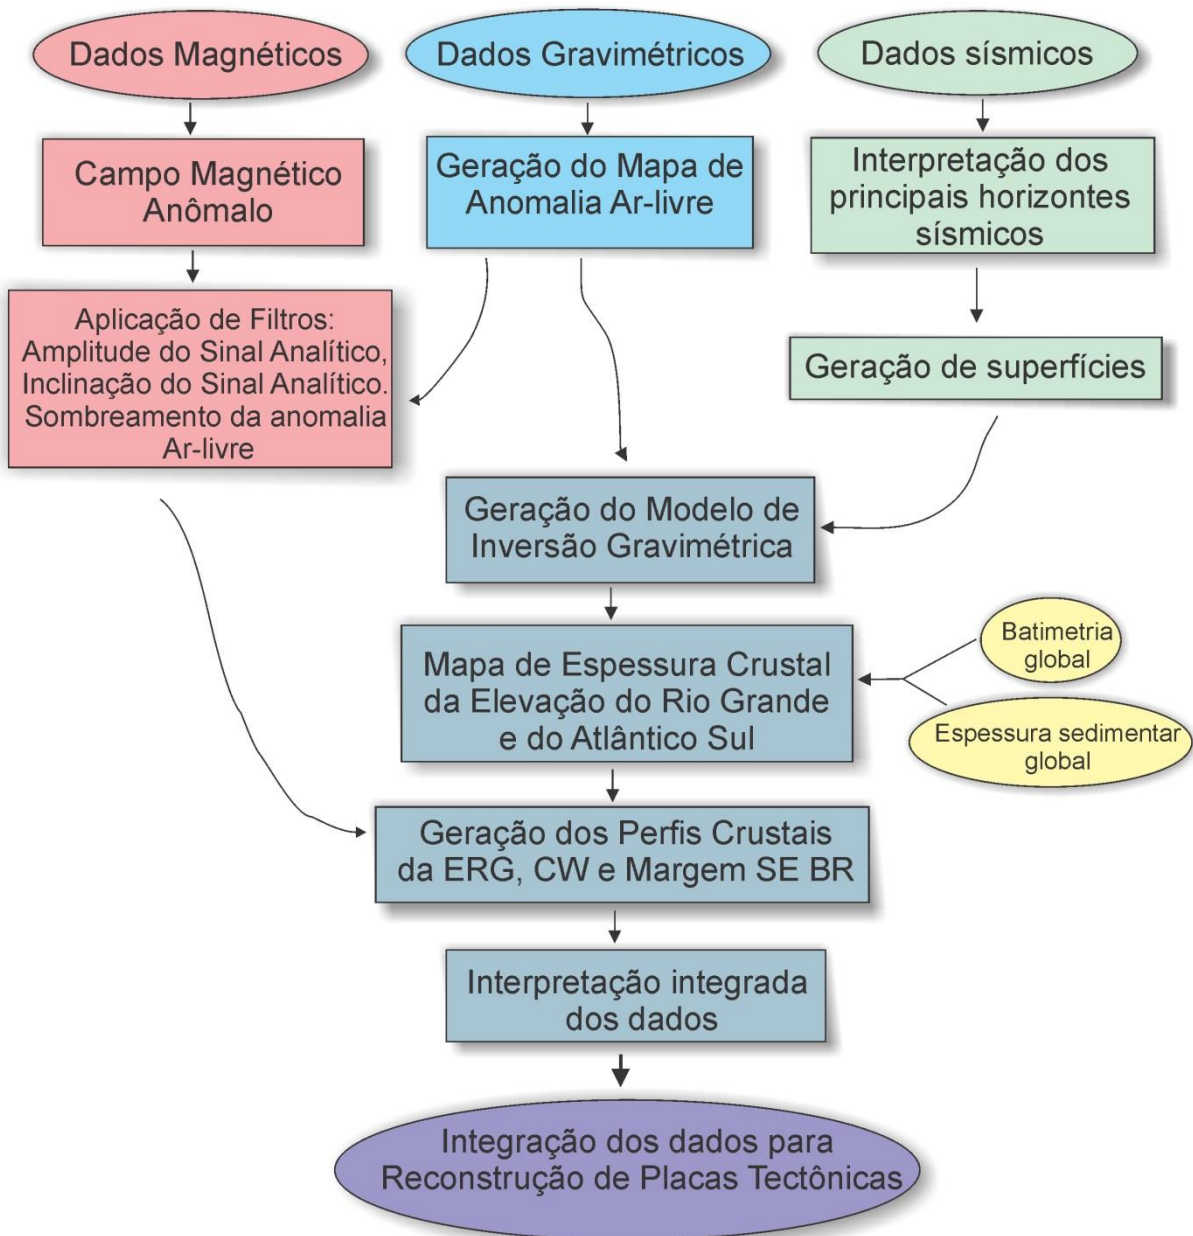 Dados Magnéticos
Dados Gravimétricos
Dados sísmicos
Campo Magnético
Anômalo
Geração do Mapa de
Anomalia Ar-livre
Interpretação dos
principais horizontes
sísmicos
Aplicação de Filtros:
Amplitude do Sinal Analítico,
Inclinação do Sinal Analítico.
Sombreamento da anomalia
Ar-livre
Geração de superfícies
Geração do Modelo de
Inversão Gravimétrica
Mapa de Espessura Crustal
da Elevação do Rio Grande
e do Atlântico Sul
Batimetria
global
Espessura sedimentar
global
Geração dos Perfis Crustais
da ERG, CW e Margem SE BR
Interpretação integrada
dos dados
Integração dos dados para
Reconstrução de Placas Tectônicas